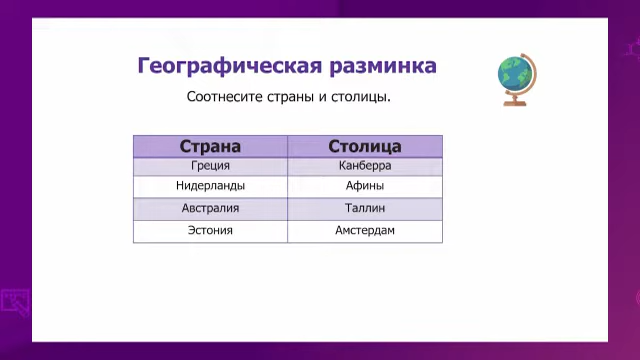 Географическая разминка
Соотнесите страны и столицы.
Страна Столица
Греция Канберра
Нидерланды Афины
Австралия Таллин
Эстония Амстердам